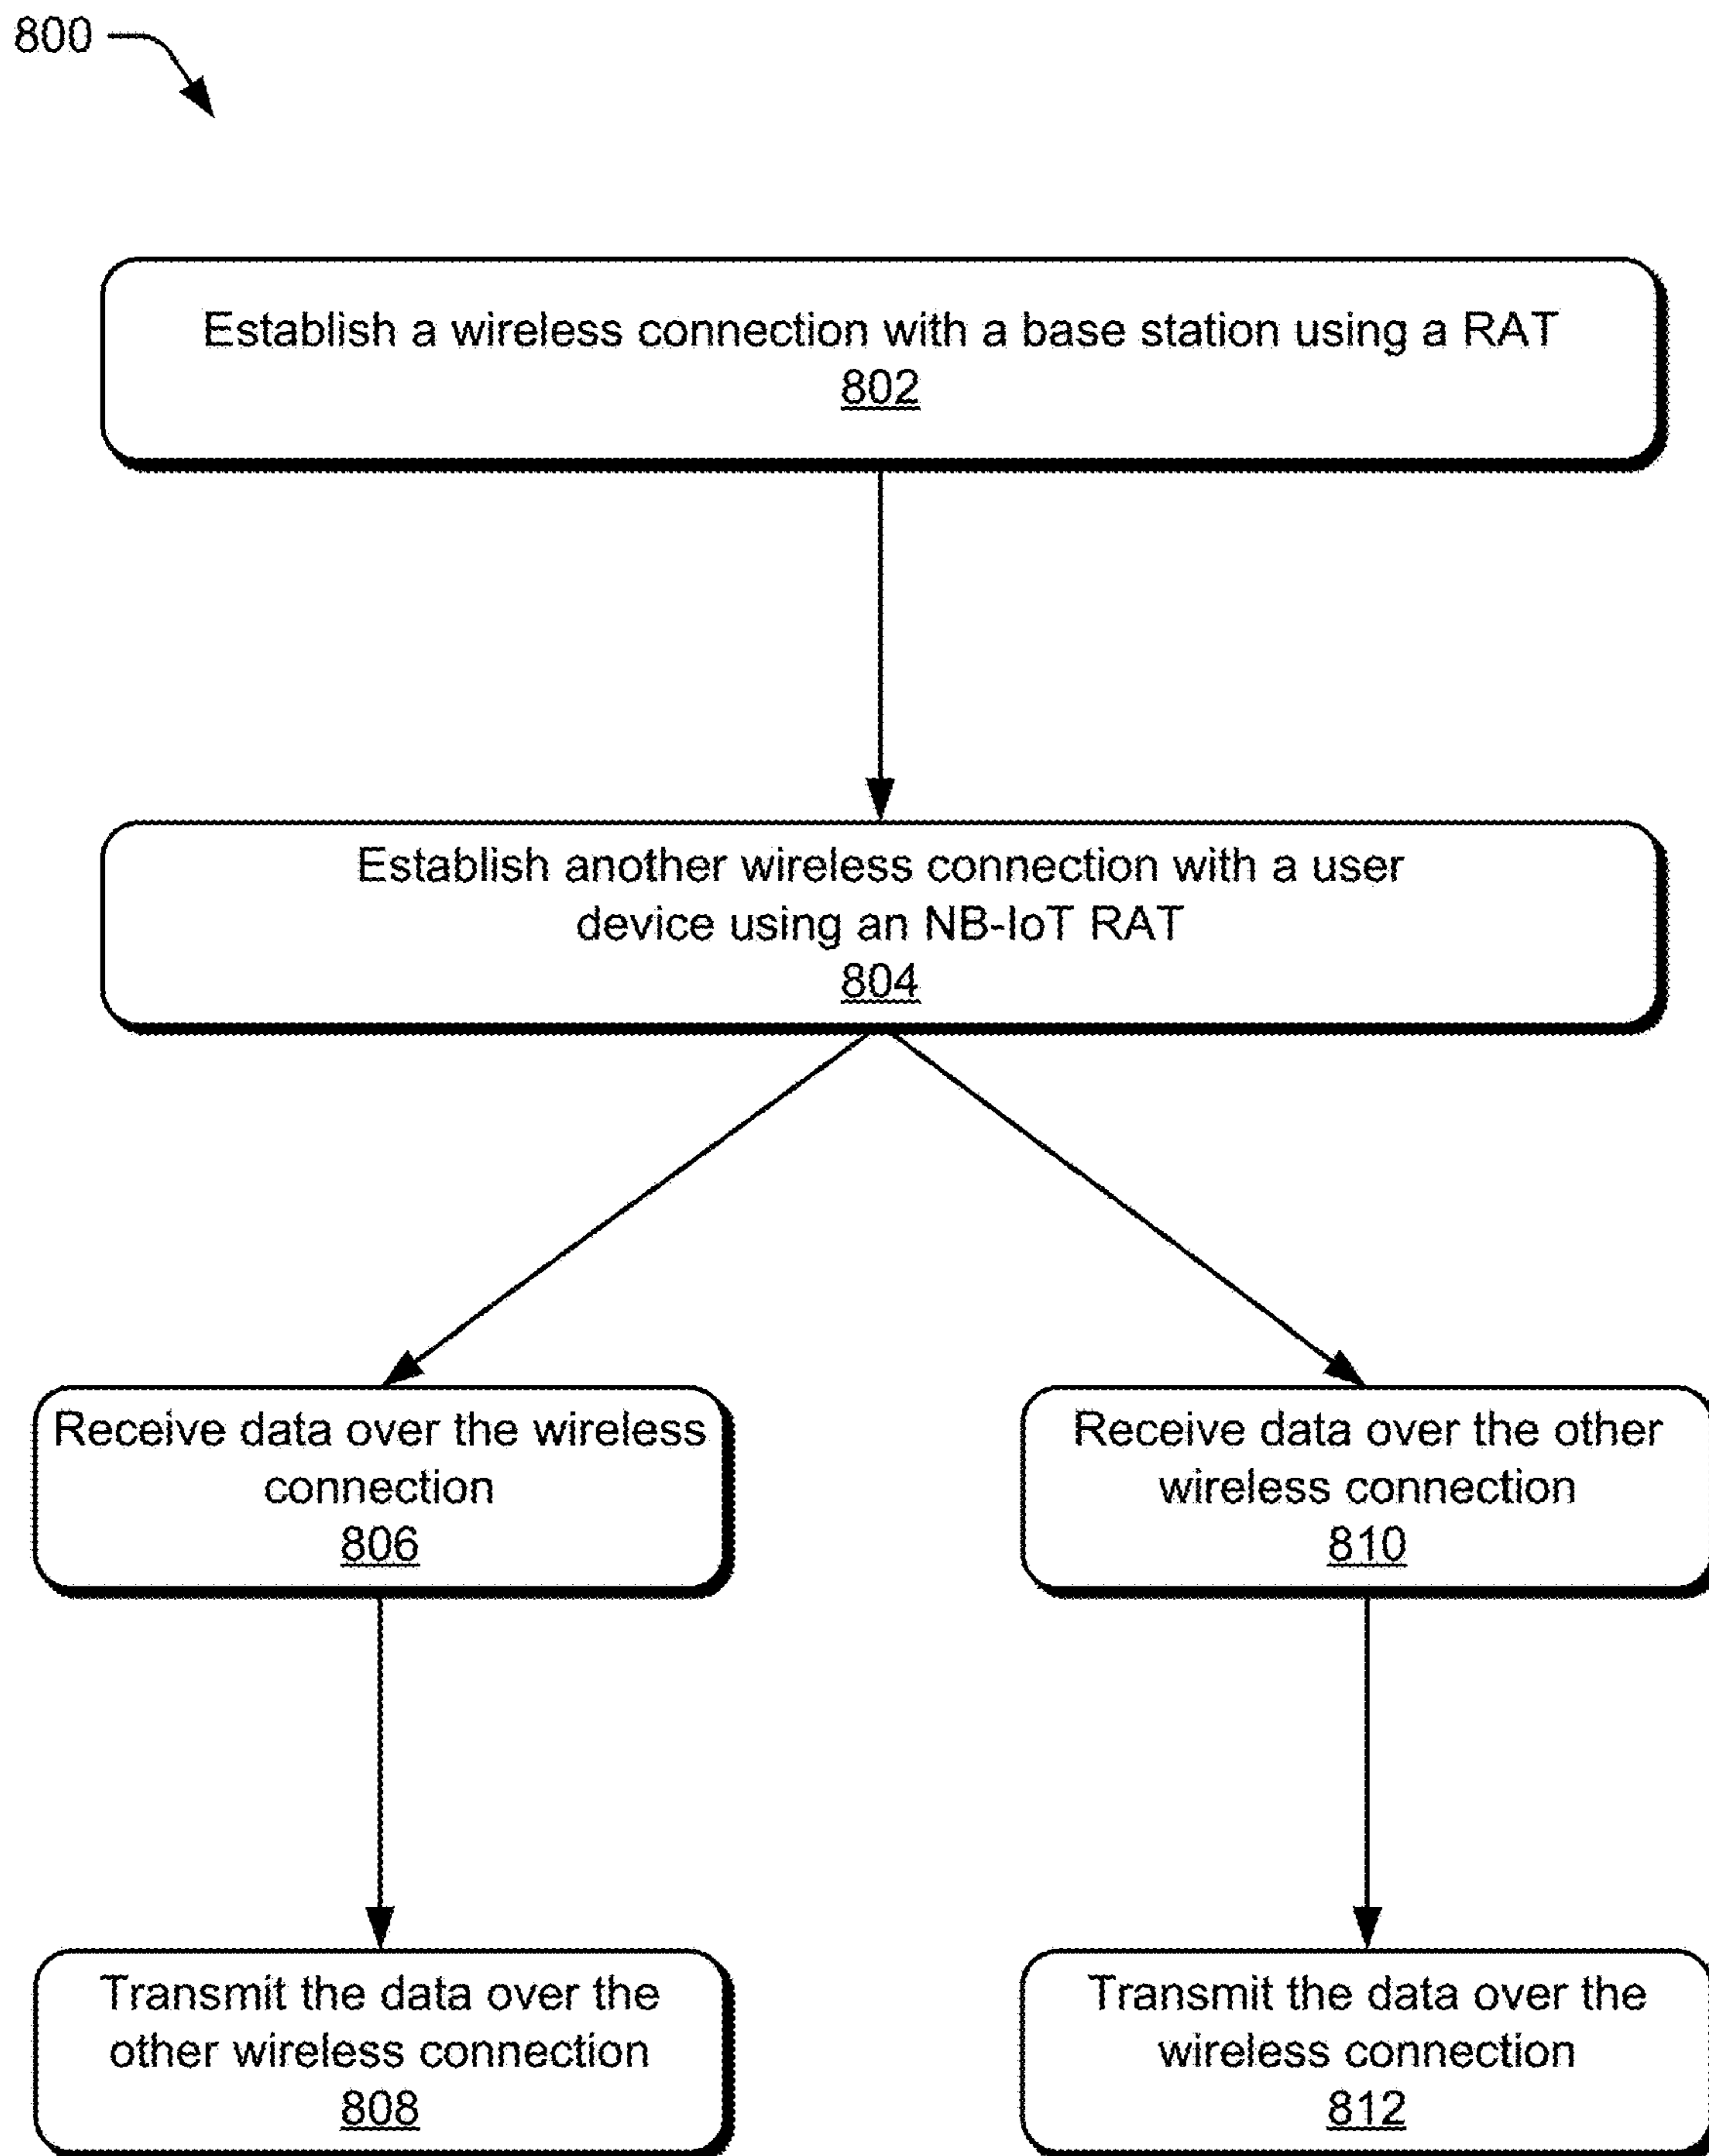 800
Establish a wireless connection with a base station using a RAT
802
Establish another wireless connection with a user
device using an NB-IoT RAT
804
Receive data over the wireless
connection
806
Receive data over the other
wireless connection
810
Transmit the data over the
other wireless connection
808
Transmit the data over the
wireless connection
812